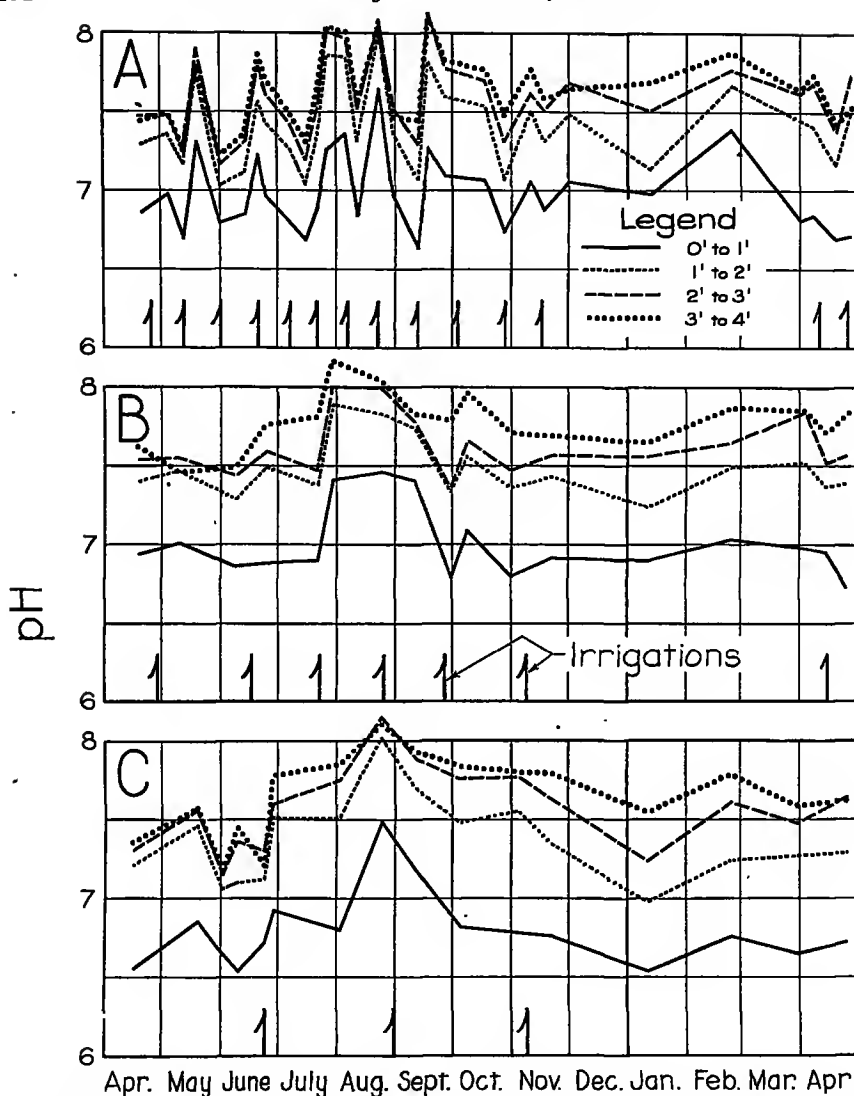 8
A
7
Legend
0' to 1'
1' to 2'
2' to 3'
3' to 4'
6
8
B
7
pH
Irrigations
6
8
C
7
6
Apr. May June July Aug. Sept. Oct. Nov. Dec. Jan. Feb. Mar. Apr